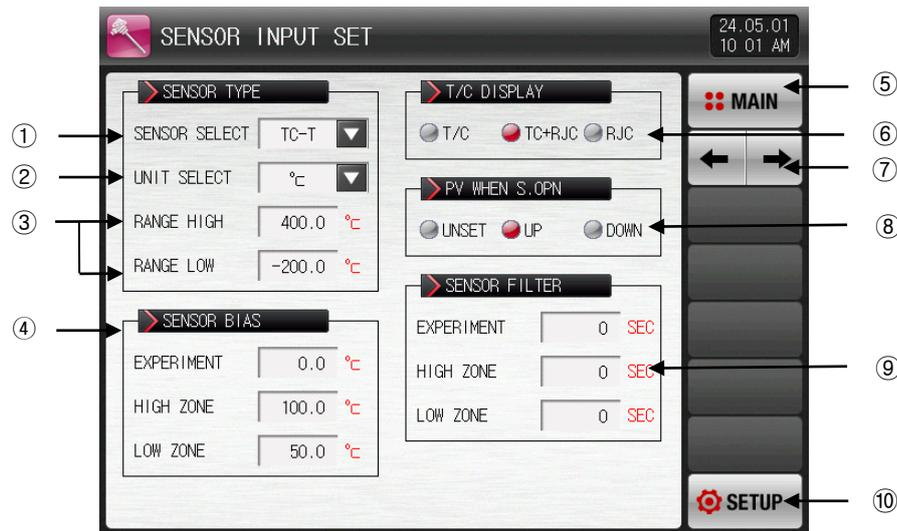 SENSOR INPUT SET
24.05.01
10 01 AM
SENSOR TYPE
① SENSOR SELECT TC-T
② UNIT SELECT ℃
③ RANGE HIGH 400.0 ℃
RANGE LOW -200.0 ℃
④ SENSOR BIAS
EXPERIMENT 0.0 ℃
HIGH ZONE 100.0 ℃
LOW ZONE 50.0 ℃
T/C DISPLAY
T/C TC+RJC RJC ⑥
PV WHEN S.OPN
UNSET UP DOWN ⑧
SENSOR FILTER
EXPERIMENT 0 SEC
HIGH ZONE 0 SEC ⑨
LOW ZONE 0 SEC
MAIN ⑤
⑦
SETUP ⑩